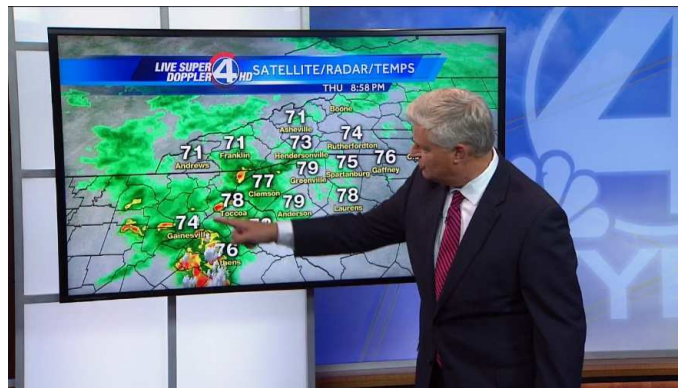 LIVE SUPER
DOPPLER 4 HD
SATELLITE/RADAR/TEMPS
THU 8:58 PM
Boone
71
Asheville
74
Rutherfordton
71
Andrews
71
Franklin
73
Hendersonville
79
Greenville
75
Spartanburg
76
Gaffney
77
Clemson
78
Toccoa
79
Anderson
78
Laurens
74
Gainesville
76
4